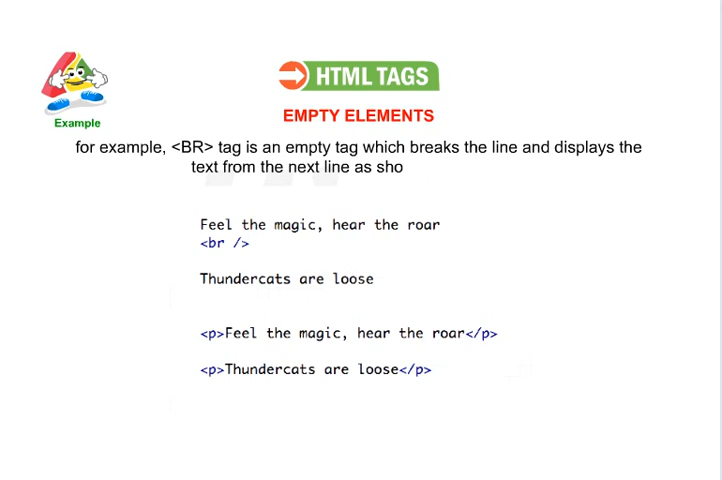 HTML TAGS
Example
EMPTY ELEMENTS
for example, <BR> tag is an empty tag which breaks the line and displays the
text from the next line as sho
Feel the magic, hear the roar
<br />
Thundercats are loose
<p>Feel the magic, hear the roar</p>
<p>Thundercats are loose</p>